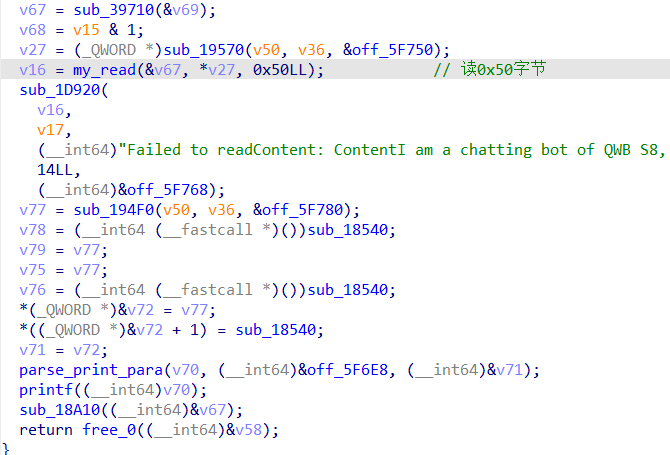 v67 = sub_39710(&v69);
v68 = v15 & 1;
v27 = (_QWORD *)sub_19570(v50, v36, &off_5F750);
v16 = my_read(&v67, *v27, 0x50LL); // 读0x50字节
sub_1D920(
v16,
v17,
(__int64)"Failed to readContent: ContentI am a chatting bot of QWB S8,
14LL,
(__int64)&off_5F768);
v77 = sub_194F0(v50, v36, &off_5F780);
v78 = (__int64 (__fastcall *)())sub_18540;
v79 = v77;
v75 = v77;
v76 = (__int64 (__fastcall *)())sub_18540;
*(_QWORD *)&v72 = v77;
*((_QWORD *)&v72 + 1) = sub_18540;
v71 = v72;
parse_print_para(v70, (__int64)&off_5F6E8, (__int64)&v71);
printf((__int64)v70);
sub_18A10((__int64)&v67);
return free_0((__int64)&v58);
}